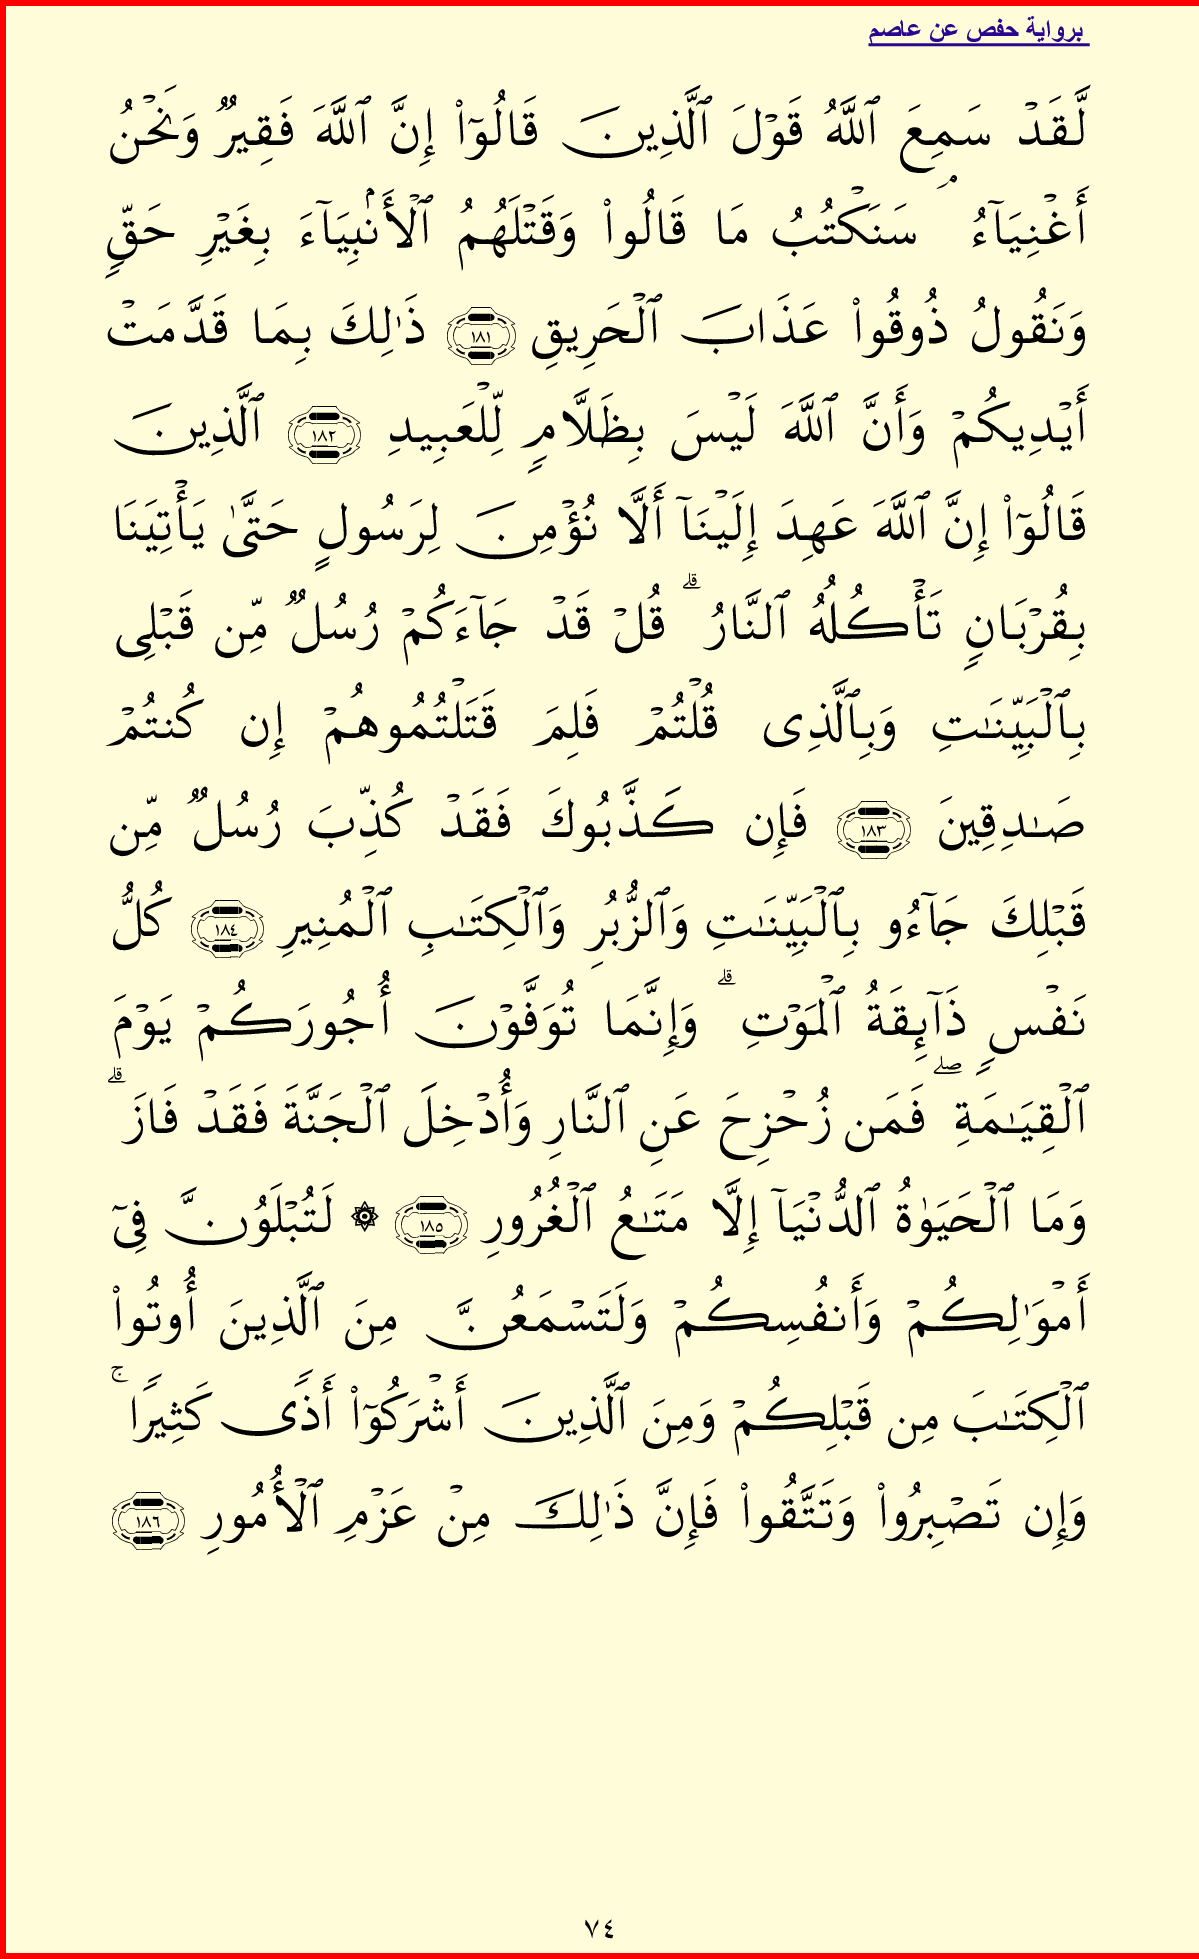 برواية حفص عن عاصم
لَّقَدْ سَمِعَ ٱللَّهُ قَوْلَ ٱلَّذِينَ قَالُوٓا۟ إِنَّ ٱللَّهَ فَقِيرٌ وَنَحْنُ
أَغْنِيَآءُ ۘ سَنَكْتُبُ مَا قَالُوا۟ وَقَتْلَهُمُ ٱلْأَنۢبِيَآءَ بِغَيْرِ حَقٍّ
وَنَقُولُ ذُوقُوا۟ عَذَابَ ٱلْحَرِيقِ ١٨١ ذَٰلِكَ بِمَا قَدَّمَتْ
أَيْدِيكُمْ وَأَنَّ ٱللَّهَ لَيْسَ بِظَلَّامٍ لِّلْعَبِيدِ ١٨٢ ٱلَّذِينَ
قَالُوٓا۟ إِنَّ ٱللَّهَ عَهِدَ إِلَيْنَآ أَلَّا نُؤْمِنَ لِرَسُولٍ حَتَّىٰ يَأْتِيَنَا
بِقُرْبَانٍ تَأْكُلُهُ ٱلنَّارُ ۗ قُلْ قَدْ جَآءَكُمْ رُسُلٌ مِّن قَبْلِى
بِٱلْبَيِّنَـٰتِ وَبِٱلَّذِى قُلْتُمْ فَلِمَ قَتَلْتُمُوهُمْ إِن كُنتُمْ
صَـٰدِقِينَ ١٨٣ فَإِن كَذَّبُوكَ فَقَدْ كُذِّبَ رُسُلٌ مِّن
قَبْلِكَ جَآءُو بِٱلْبَيِّنَـٰتِ وَٱلزُّبُرِ وَٱلْكِتَـٰبِ ٱلْمُنِيرِ ١٨٤ كُلُّ
نَفْسٍ ذَآئِقَةُ ٱلْمَوْتِ ۗ وَإِنَّمَا تُوَفَّوْنَ أُجُورَكُمْ يَوْمَ
ٱلْقِيَـٰمَةِ ۖ فَمَن زُحْزِحَ عَنِ ٱلنَّارِ وَأُدْخِلَ ٱلْجَنَّةَ فَقَدْ فَازَ ۗ
وَمَا ٱلْحَيَوٰةُ ٱلدُّنْيَآ إِلَّا مَتَـٰعُ ٱلْغُرُورِ ١٨٥ ۞ لَتُبْلَوُنَّ فِىٓ
أَمْوَٰلِكُمْ وَأَنفُسِكُمْ وَلَتَسْمَعُنَّ مِنَ ٱلَّذِينَ أُوتُوا۟
ٱلْكِتَـٰبَ مِن قَبْلِكُمْ وَمِنَ ٱلَّذِينَ أَشْرَكُوٓا۟ أَذًى كَثِيرًا ۚ
وَإِن تَصْبِرُوا۟ وَتَتَّقُوا۟ فَإِنَّ ذَٰلِكَ مِنْ عَزْمِ ٱلْأُمُورِ ١٨٦
٧٤